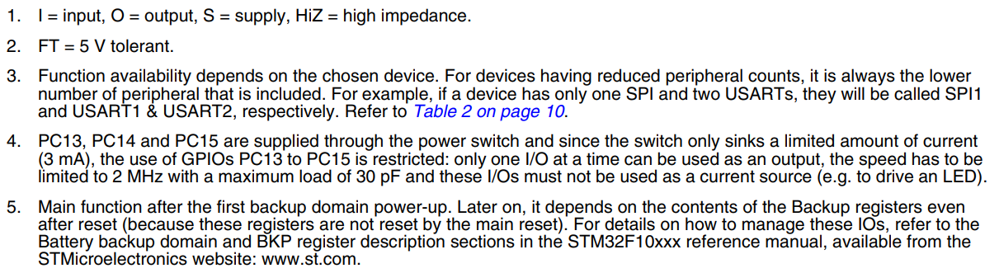 1. I = input, O = output, S = supply, HiZ = high impedance.
2. FT = 5 V tolerant.
3. Function availability depends on the chosen device. For devices having reduced peripheral counts, it is always the lower
number of peripheral that is included. For example, if a device has only one SPI and two USARTs, they will be called SPI1
and USART1 & USART2, respectively. Refer to Table 2 on page 10.
4. PC13, PC14 and PC15 are supplied through the power switch and since the switch only sinks a limited amount of current
(3 mA), the use of GPIOs PC13 to PC15 is restricted: only one I/O at a time can be used as an output, the speed has to be
limited to 2 MHz with a maximum load of 30 pF and these I/Os must not be used as a current source (e.g. to drive an LED).
5. Main function after the first backup domain power-up. Later on, it depends on the contents of the Backup registers even
after reset (because these registers are not reset by the main reset). For details on how to manage these IOs, refer to the
Battery backup domain and BKP register description sections in the STM32F10xxx reference manual, available from the
STMicroelectronics website: www.st.com.